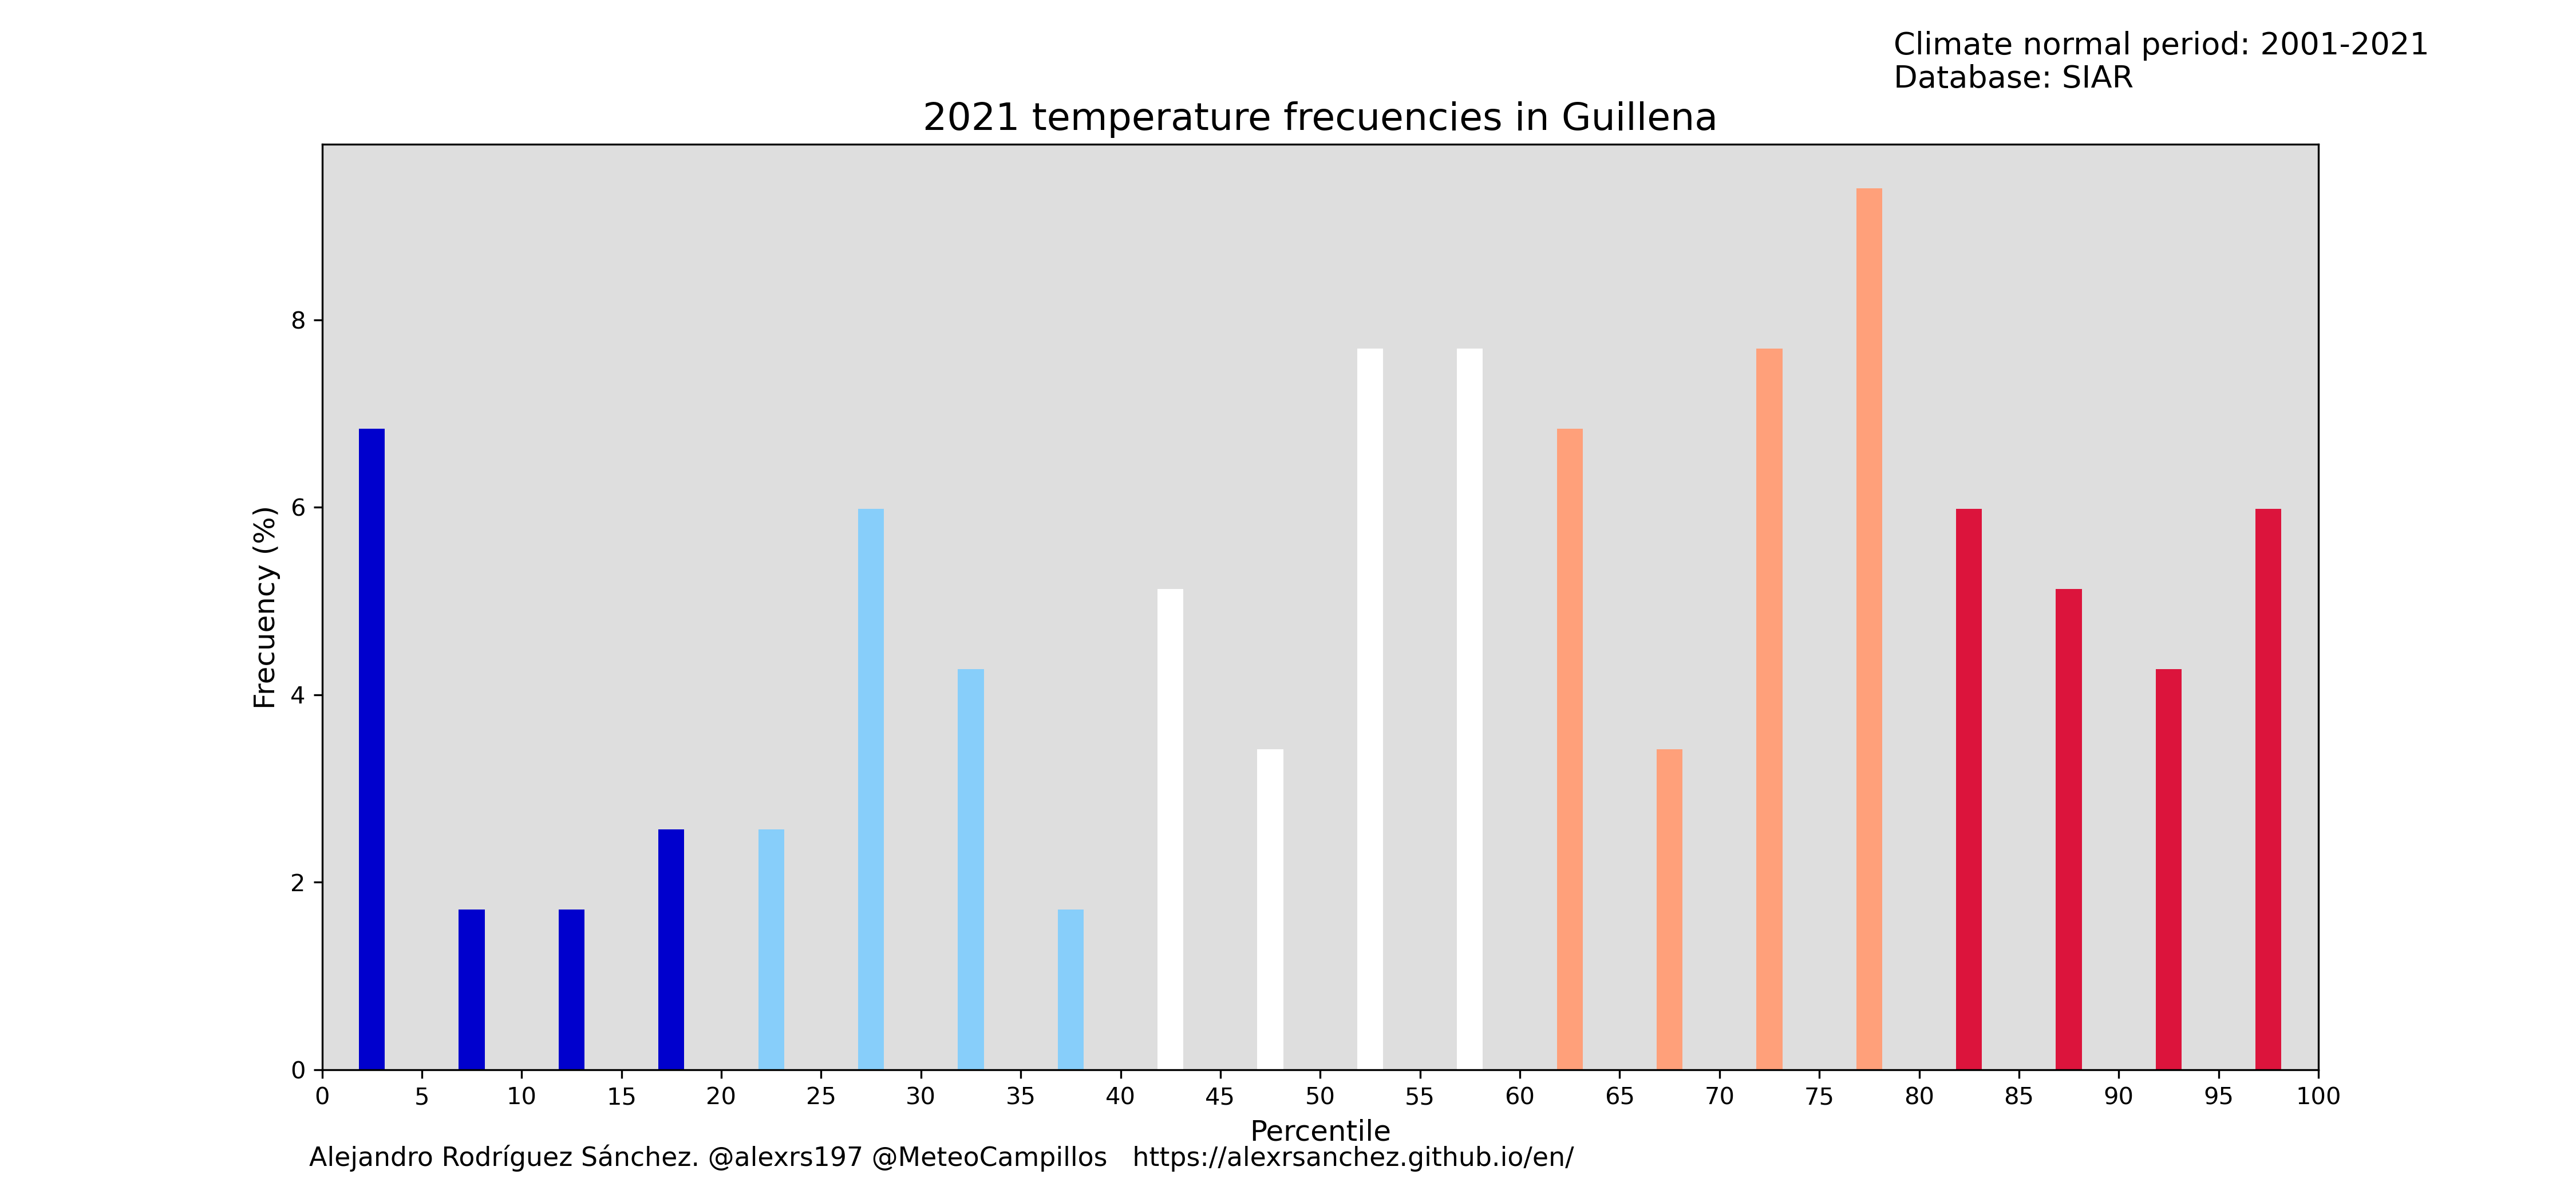 Climate normal period: 2001-2021
Database: SIAR
2021 temperature frecuencies in Guillena
Frecuency (%)
8
6
4
2
0
0 5 10 15 20 25 30 35 40 45 50 55 60 65 70 75 80 85 90 95 100
Percentile
Alejandro Rodríguez Sánchez. @alexrs197 @MeteoCampillos https://alexrsanchez.github.io/en/